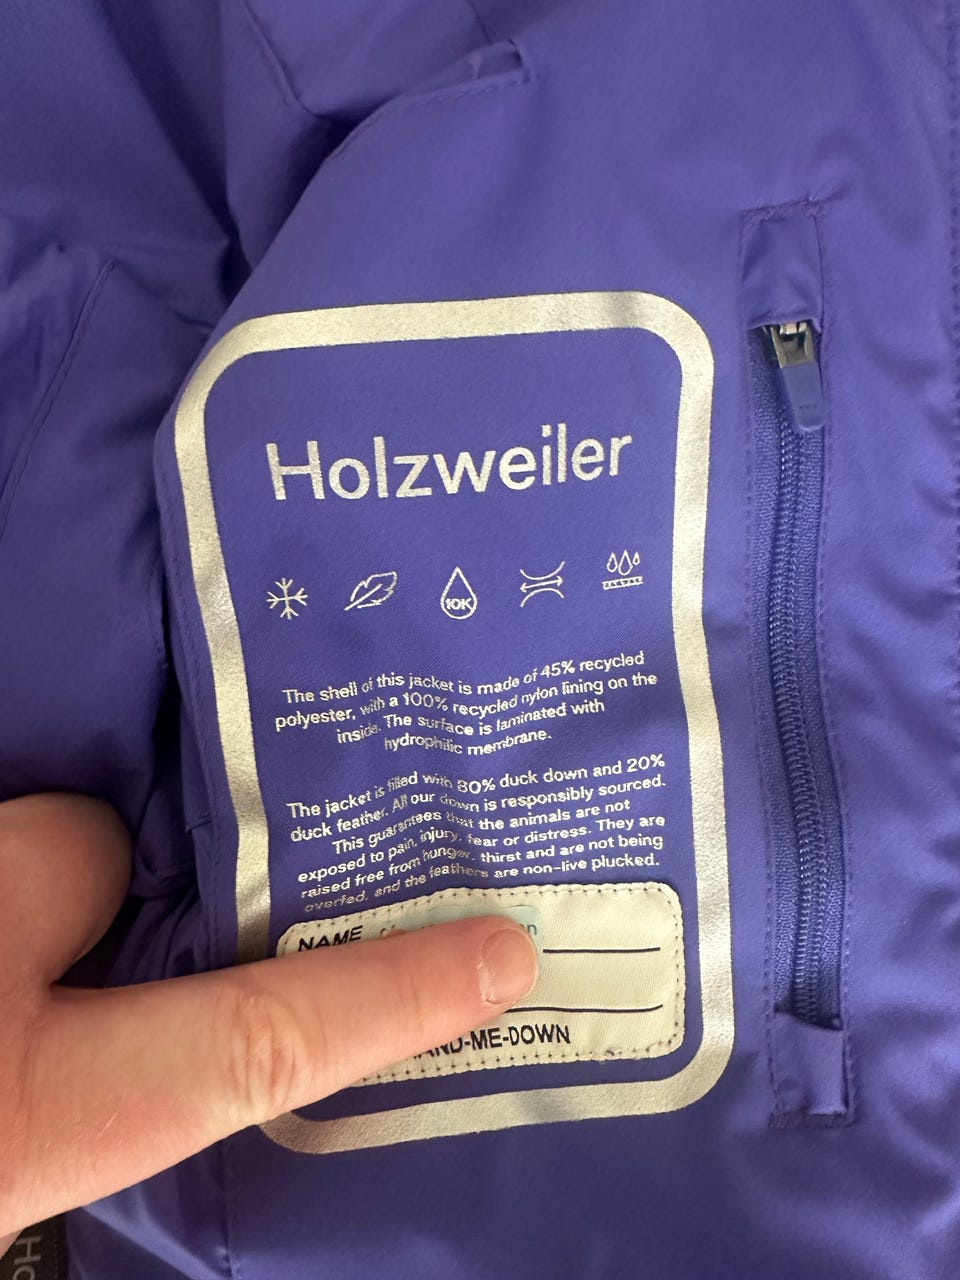 Holzweiler
10K
The shell of this jacket is made of 45% recycled
polyester, with a 100% recycled nylon lining on the
inside. The surface is laminated with
hydrophilic membrane.
The jacket is filled with 80% duck down and 20%
duck feather. All our down is responsibly sourced.
This guarantees that the animals are not
exposed to pain, injury, fear or distress. They are
raised free from hunger, thirst and are not being
overfed, and the feathers are non-live plucked.
NAME
HAND-ME-DOWN
Ho